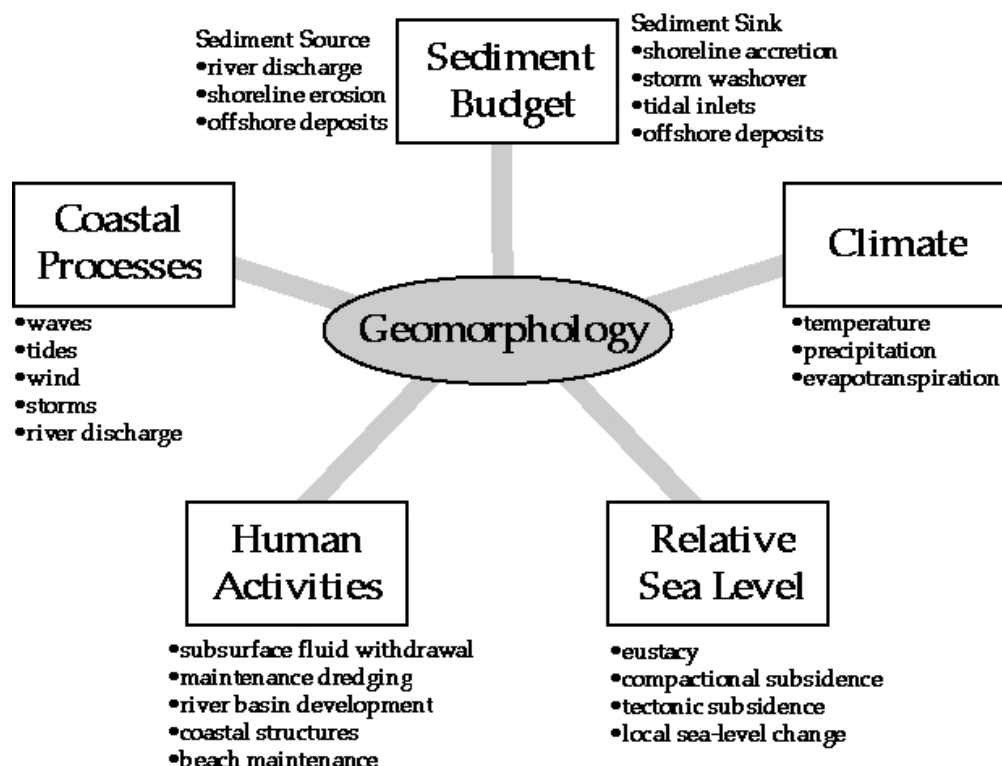 Sediment Source
•river discharge
•shoreline erosion
•offshore deposits
Sediment
Budget
Sediment Sink
•shoreline accretion
•storm washover
•tidal inlets
•offshore deposits
Coastal
Processes
•waves
•tides
•wind
•storms
•river discharge
Geomorphology
Climate
•temperature
•precipitation
•evapotranspiration
Human
Activities
•subsurface fluid withdrawal
•maintenance dredging
•river basin development
•coastal structures
•beach maintenance
Relative
Sea Level
•eustacy
•compactional subsidence
•tectonic subsidence
•local sea-level change